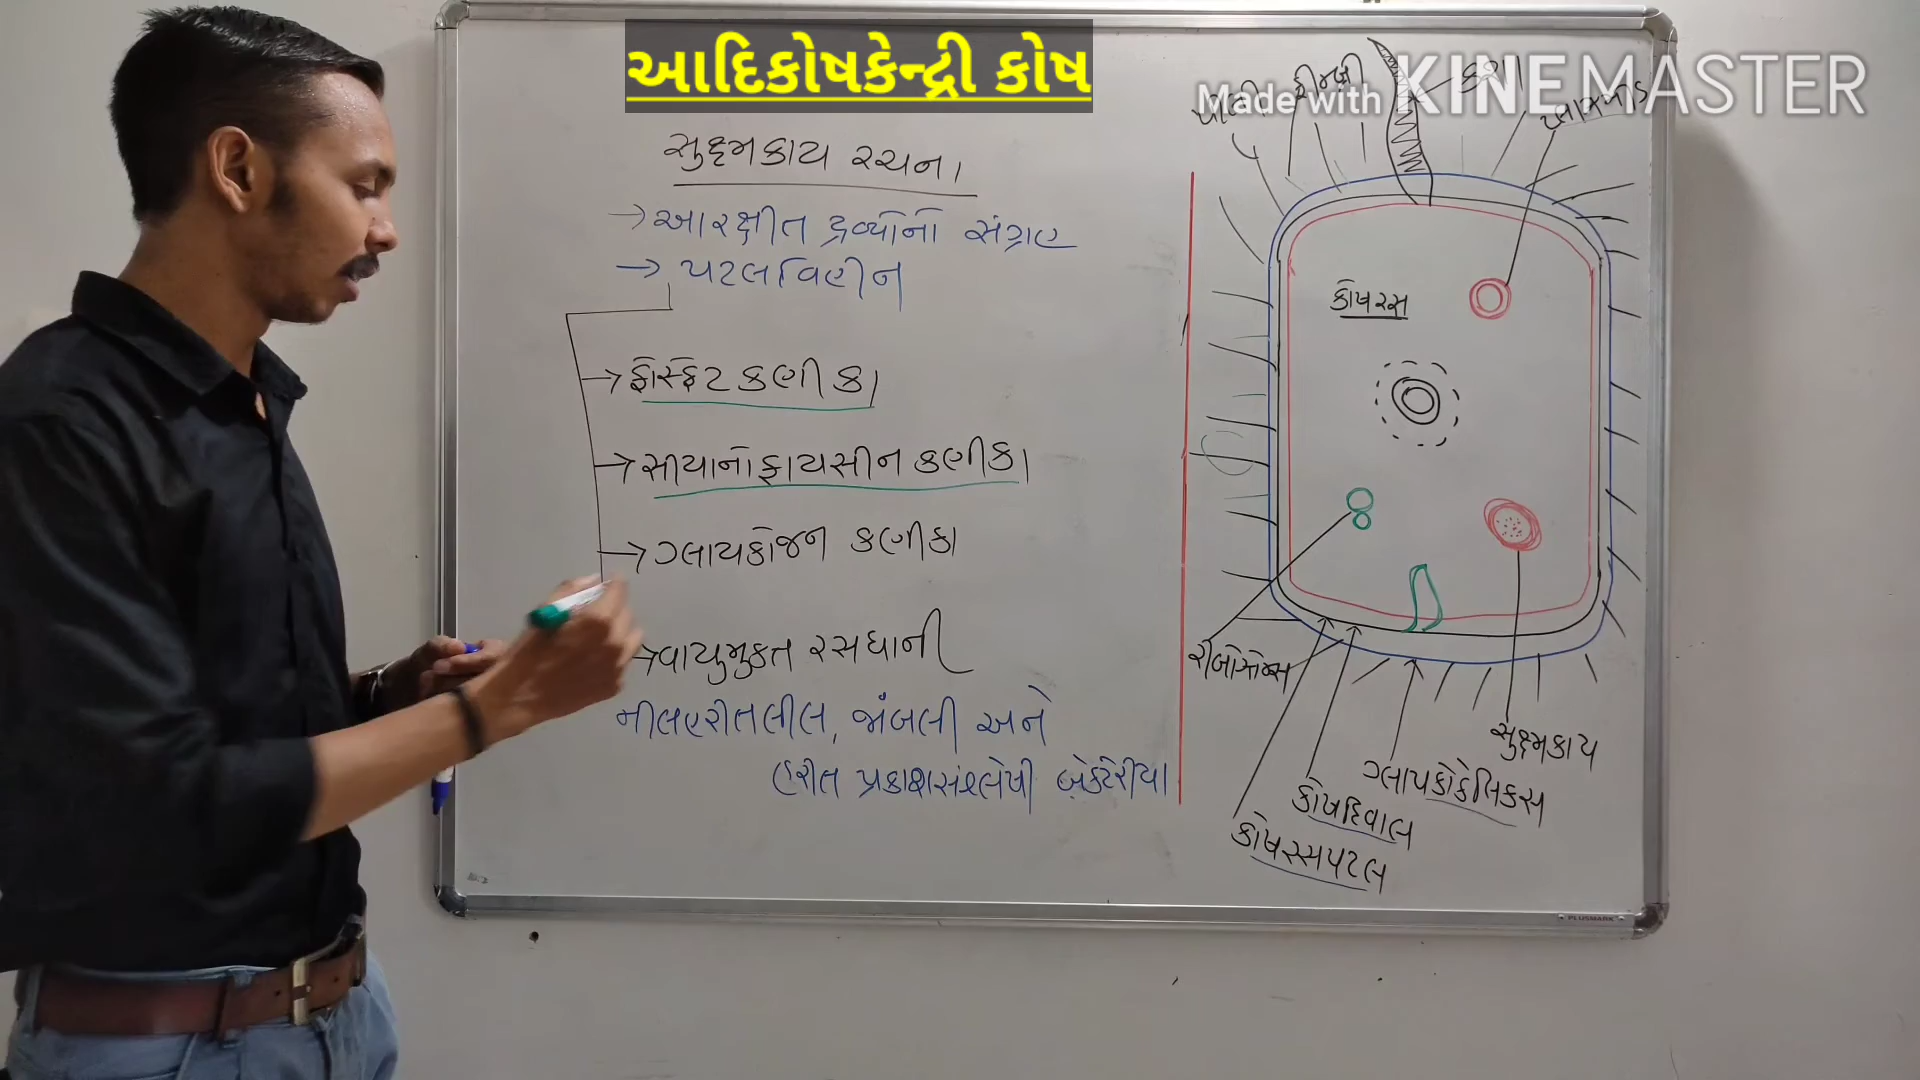 આદિકોષકેન્દ્રી કોષ
Made with KINEMASTER
સુક્ષ્મકાય રચના
→ આરક્ષીત દ્રવ્યોનો સંગ્રહ
→ પટલવિહીન
→ ફોસ્ફેટ કણીકા
→ સીયાનોફાયસીન કણીકા
→ ગ્લાયકોજન કણીકા
→ વાયુમુક્ત રસધાની
નીલહરીતલીલ, જાંબલી અને
હરીત પ્રકાશસંશ્લેષી બેક્ટેરીયા
કોષરસ
રીબોઝોમ્સ
સુક્ષ્મકાય
ગ્લાયકોકેલિક્સ
કોષદિવાલ
કોષરસપટલ
PLUSMARK